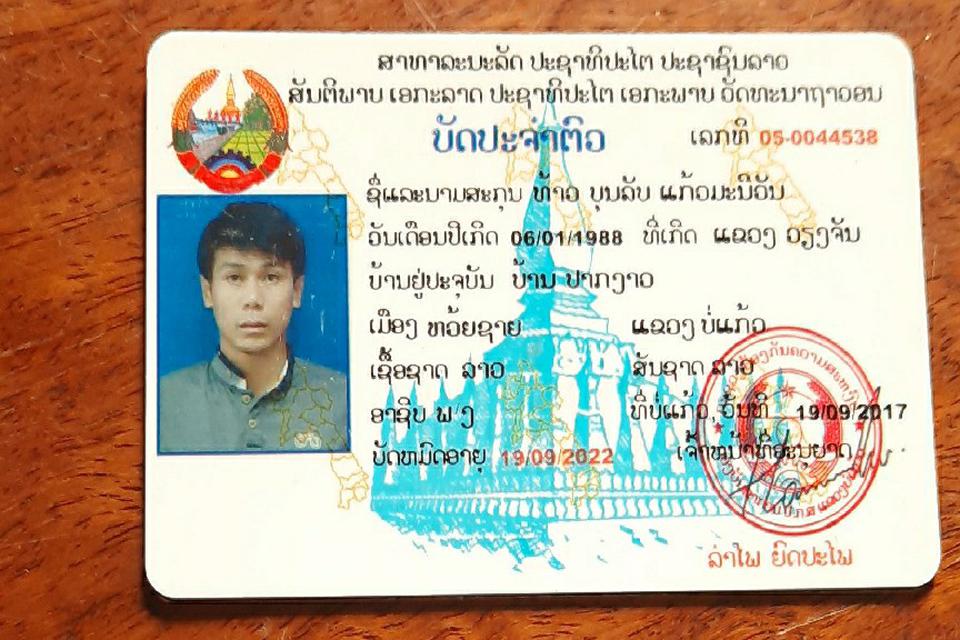 ສາທາລະນະລັດ ປະຊາທິປະໄຕ ປະຊາຊົນລາວ
ສັນຕິພາບ ເອກະລາດ ປະຊາທິປະໄຕ ເອກະພາບ ວັດທະນາຖາວອນ
ບັດປະຈຳຕົວ ເລກທີ 05-0044538
ຊື່ແລະນາມສະກຸນ ທ້າວ ບຸນລັບ ແກ້ວມະນີວັນ
ວັນເດືອນປີເກີດ 06/01/1988 ທີ່ເກີດ ແຂວງ ວຽງຈັນ
ບ້ານຢູ່ປະຈຸບັນ ບ້ານ ປາກງາວ
ເມືອງ ຫວ້ຍຊາຍ ແຂວງ ບໍ່ແກ້ວ
ເຊື້ອຊາດ ລາວ ສັນຊາດ ລາວ
ອາຊີບ ພ/ງ ທີ່ບໍ່ແກ້ວ, ວັນທີ 19/09/2017
ບັດຫມົດອາຍຸ 19/09/2022 ເຈົ້າຫນ້າທີ່ອະນຸຍາດ
ລຳໄພ ຍົດປະໄພ